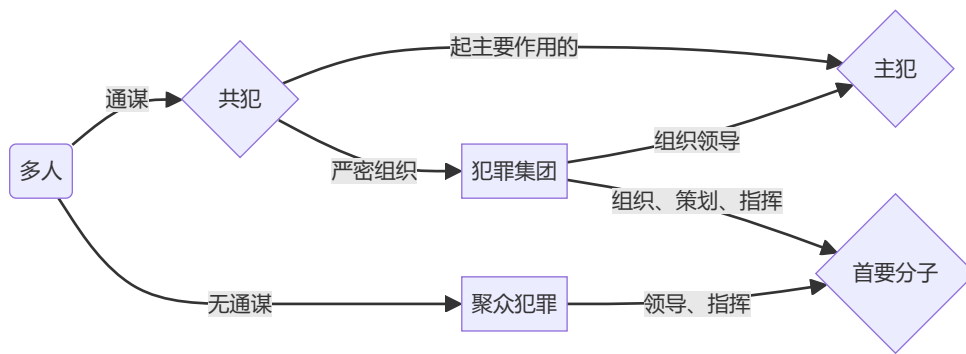 起主要作用的
主犯
通谋
共犯
组织领导
多人
严密组织
犯罪集团
组织、策划、指挥
首要分子
无通谋
聚众犯罪
领导、指挥